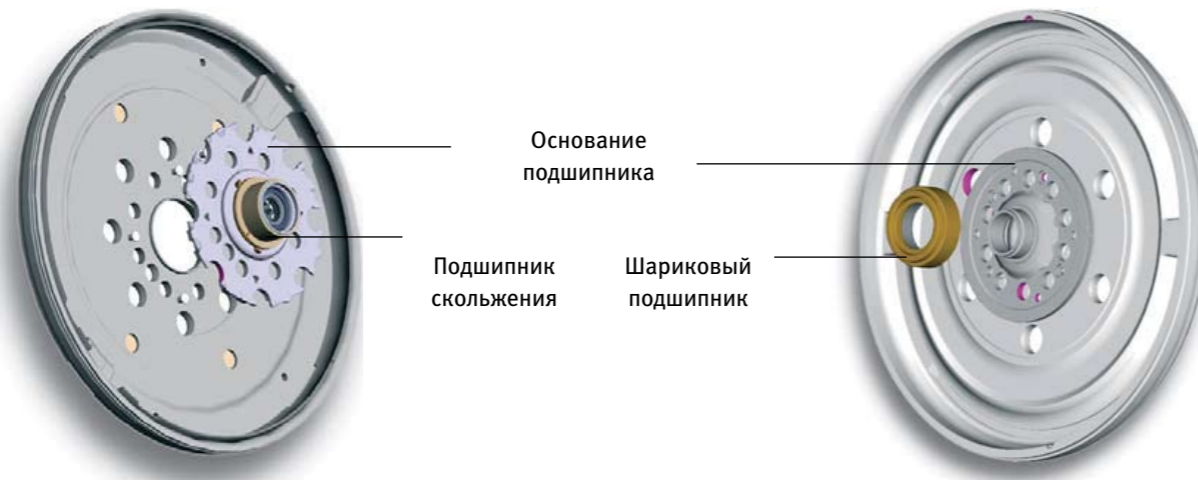 Основание
подшипника
Подшипник
скольжения
Шариковый
подшипник